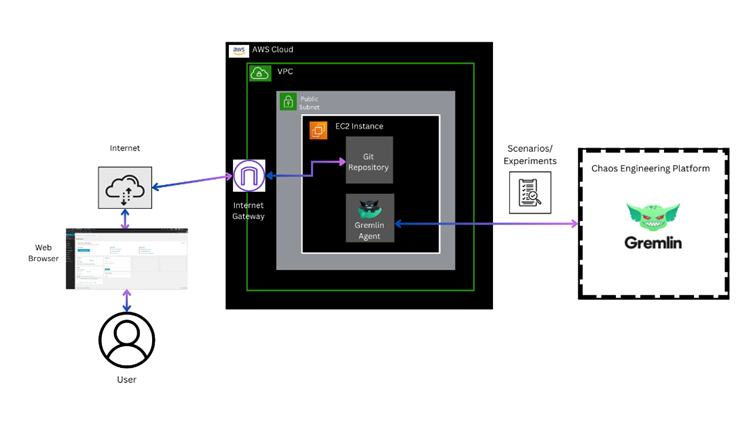 aws
AWS Cloud
VPC
Public
Subnet
EC2 Instance
Git
Repository
Gremlin
Agent
Internet
Internet
Gateway
Web
Browser
User
Scenarios/
Experiments
Chaos Engineering Platform
Gremlin